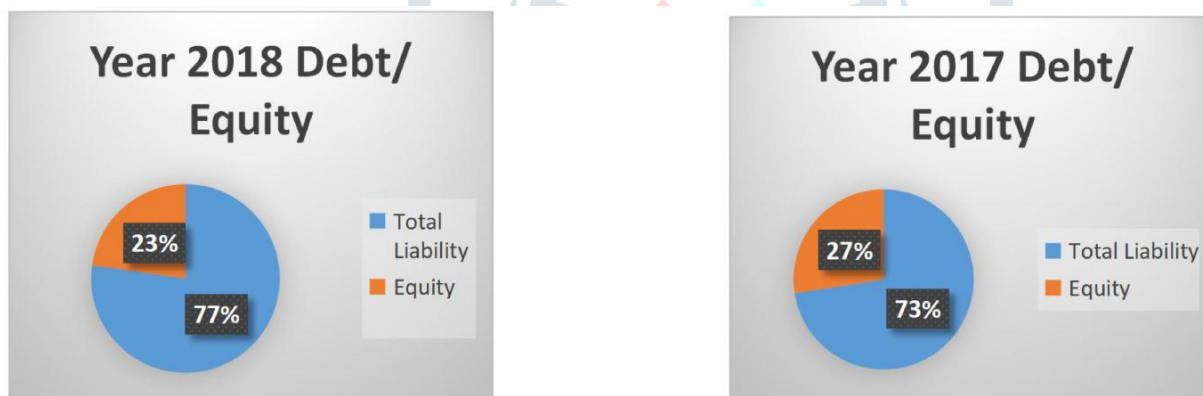 Year 2018 Debt/
Equity
23%
77%
Total
Liability
Equity
Year 2017 Debt/
Equity
27%
73%
Total Liability
Equity